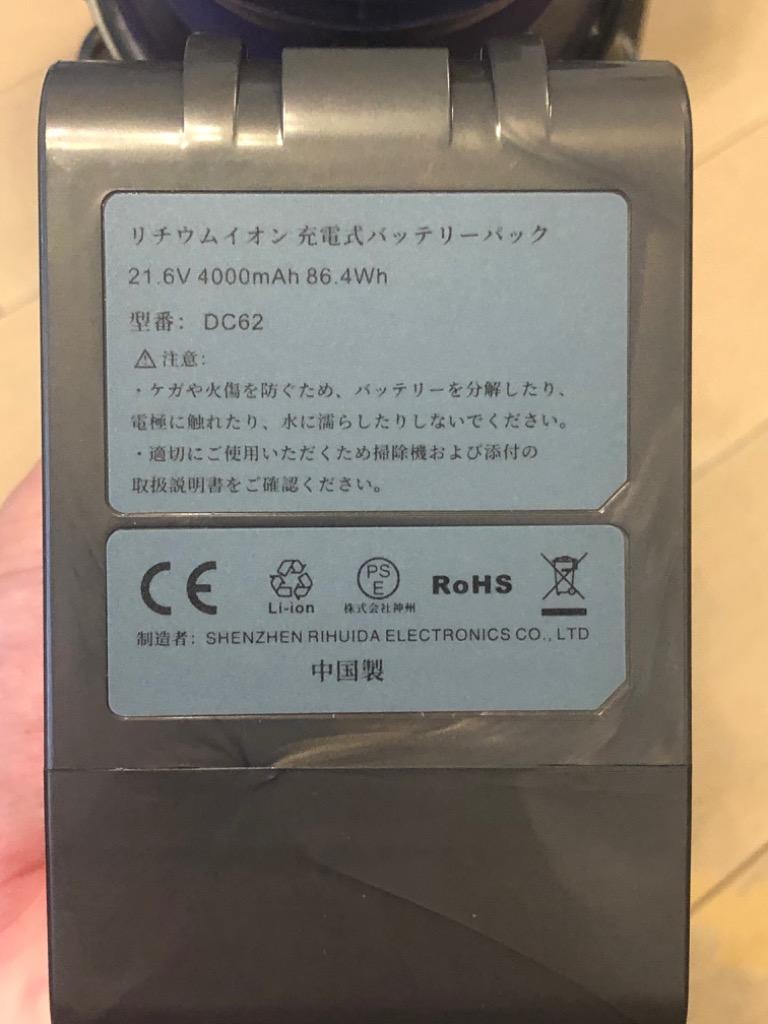 リチウムイオン 充電式バッテリーパック
21.6V 4000mAh 86.4Wh
型番： DC62
注意：
・ケガや火傷を防ぐため、バッテリーを分解したり、
電極に触れたり、水に濡らしたりしないでください。
・適切にご使用いただくため掃除機および添付の
取扱説明書をご確認ください。
CE
Li-ion
PS
E
株式会社神州
RoHS
制造者： SHENZHEN RIHUIDA ELECTRONICS CO., LTD
中国製